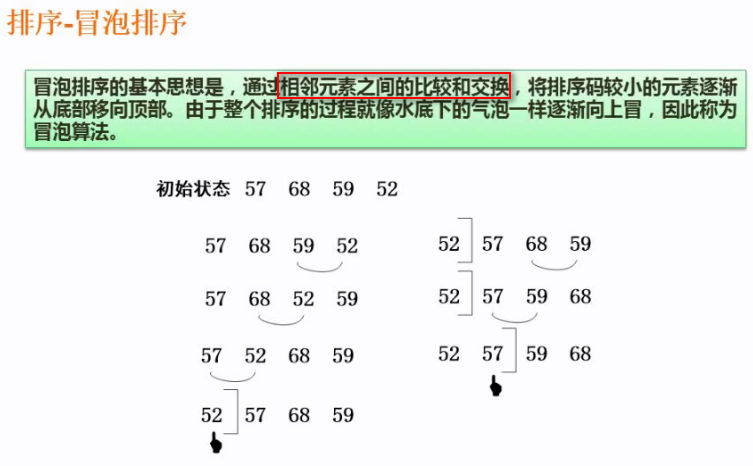 排序-冒泡排序
冒泡排序的基本思想是，通过相邻元素之间的比较和交换，将排序码较小的元素逐渐
从底部移向顶部。由于整个排序的过程就像水底下的气泡一样逐渐向上冒，因此称为
冒泡算法。
初始状态 57 68 59 52
57 68 59 52
57 68 52 59
57 52 68 59
52 57 68 59
52 57 68 59
52 57 59 68
52 57 59 68